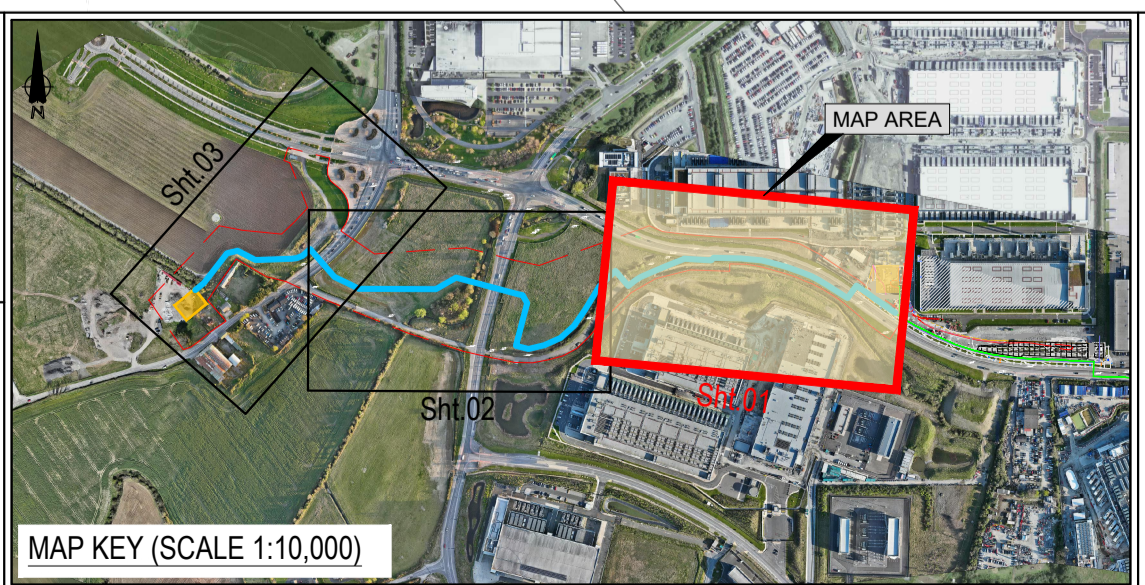 N
MAP AREA
Sht.03
Sht.02
Sht.01
MAP KEY (SCALE 1:10,000)